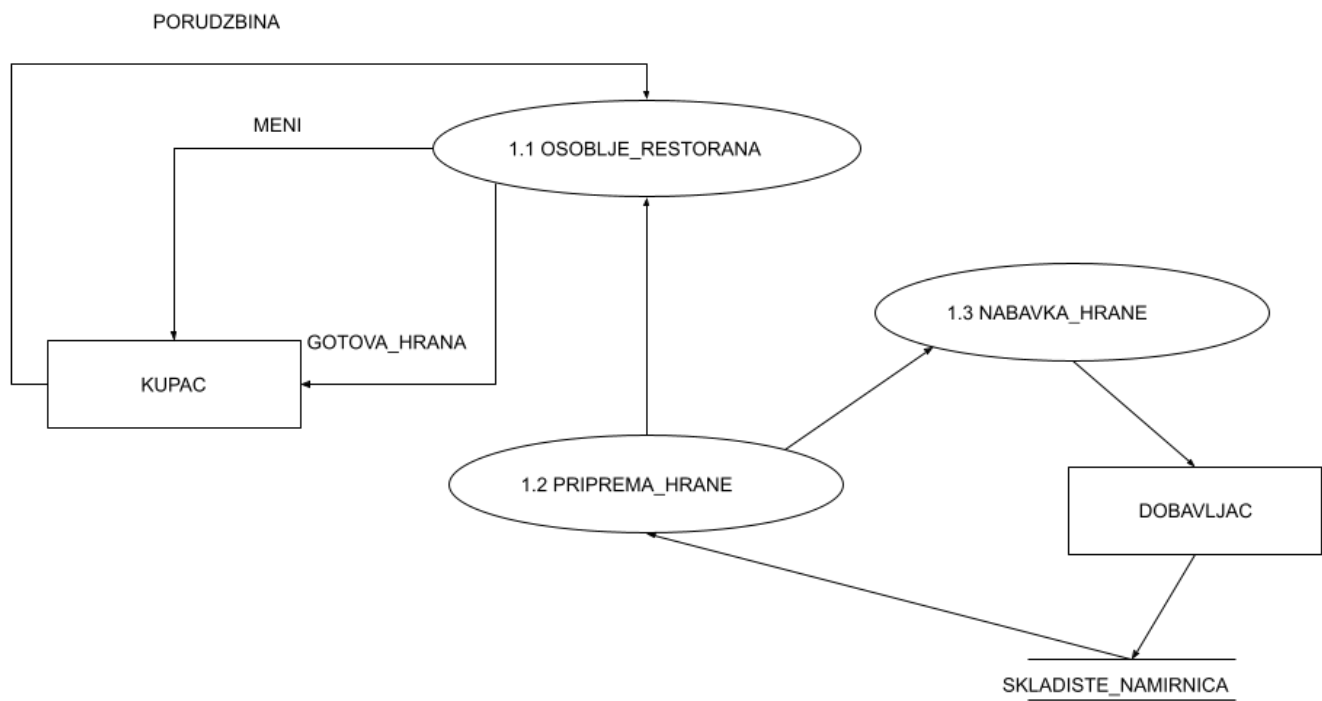 PORUDZBINA
MENI
1.1 OSOBLJE_RESTORANA
1.3 NABAVKA_HRANE
GOTOVA_HRANA
KUPAC
1.2 PRIPREMA_HRANE
DOBAVLJAC
SKLADISTE_NAMIRNICA